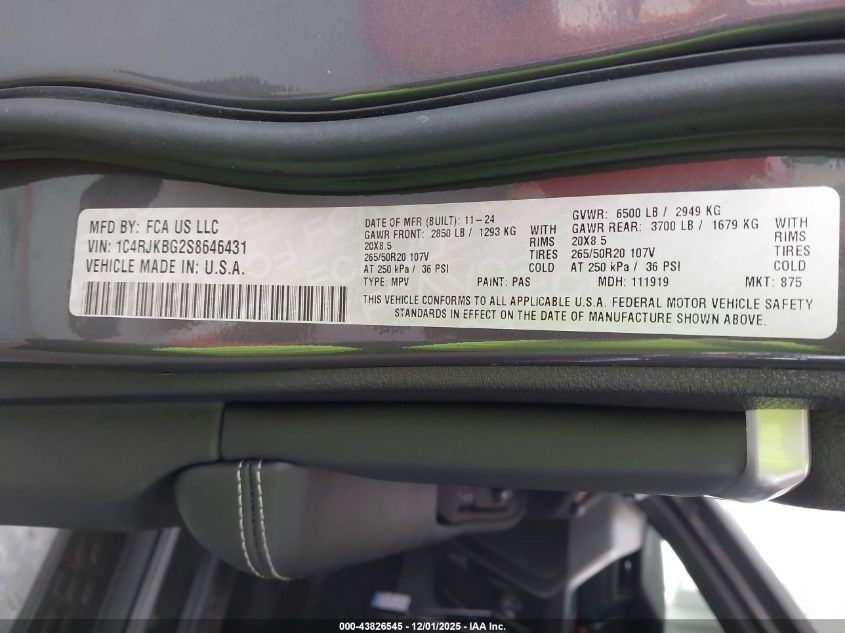 MFD BY: FCA US LLC
VIN: 1C4RJKBG2S8646431
VEHICLE MADE IN: U.S.A.
DATE OF MFR (BUILT): 11-24
GAWR FRONT: 2850 LB / 1293 KG WITH
20X8.5 RIMS
265/50R20 107V TIRES
AT 250 kPa / 36 PSI COLD
TYPE: MPV PAINT: PAS
GVWR: 6500 LB / 2949 KG
GAWR REAR: 3700 LB / 1679 KG WITH
20X8.5 RIMS
265/50R20 107V TIRES
AT 250 kPa / 36 PSI COLD
MDH: 111919 MKT: 875
THIS VEHICLE CONFORMS TO ALL APPLICABLE U.S.A. FEDERAL MOTOR VEHICLE SAFETY
STANDARDS IN EFFECT ON THE DATE OF MANUFACTURE SHOWN ABOVE.
000-43826545 - 12/01/2025 - IAA Inc.